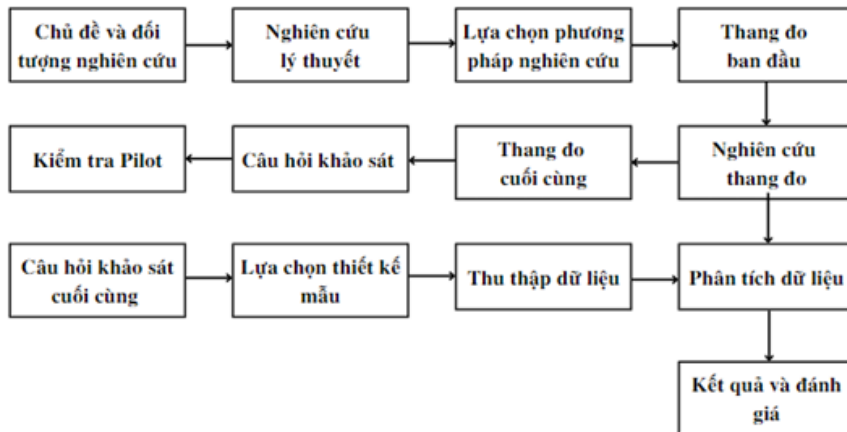 Chủ đề và đối
tượng nghiên cứu
Nghiên cứu
lý thuyết
Lựa chọn phương
pháp nghiên cứu
Thang đo
ban đầu
Kiểm tra Pilot
Câu hỏi khảo sát
Thang đo
cuối cùng
Nghiên cứu
thang đo
Câu hỏi khảo sát
cuối cùng
Lựa chọn thiết kế
mẫu
Thu thập dữ liệu
Phân tích dữ liệu
Kết quả và đánh
giá